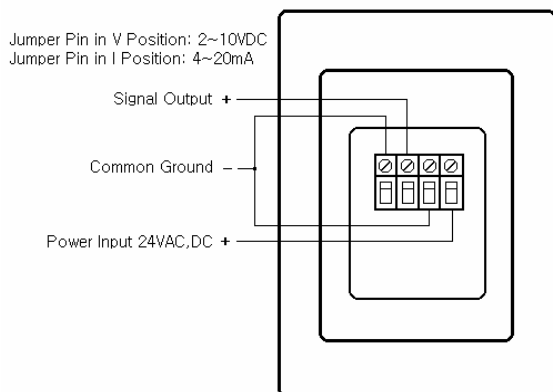 Jumper Pin in V Position: 2~10VDC
Jumper Pin in I Position: 4~20mA
Signal Output +
Common Ground -
Power Input 24VAC,DC +